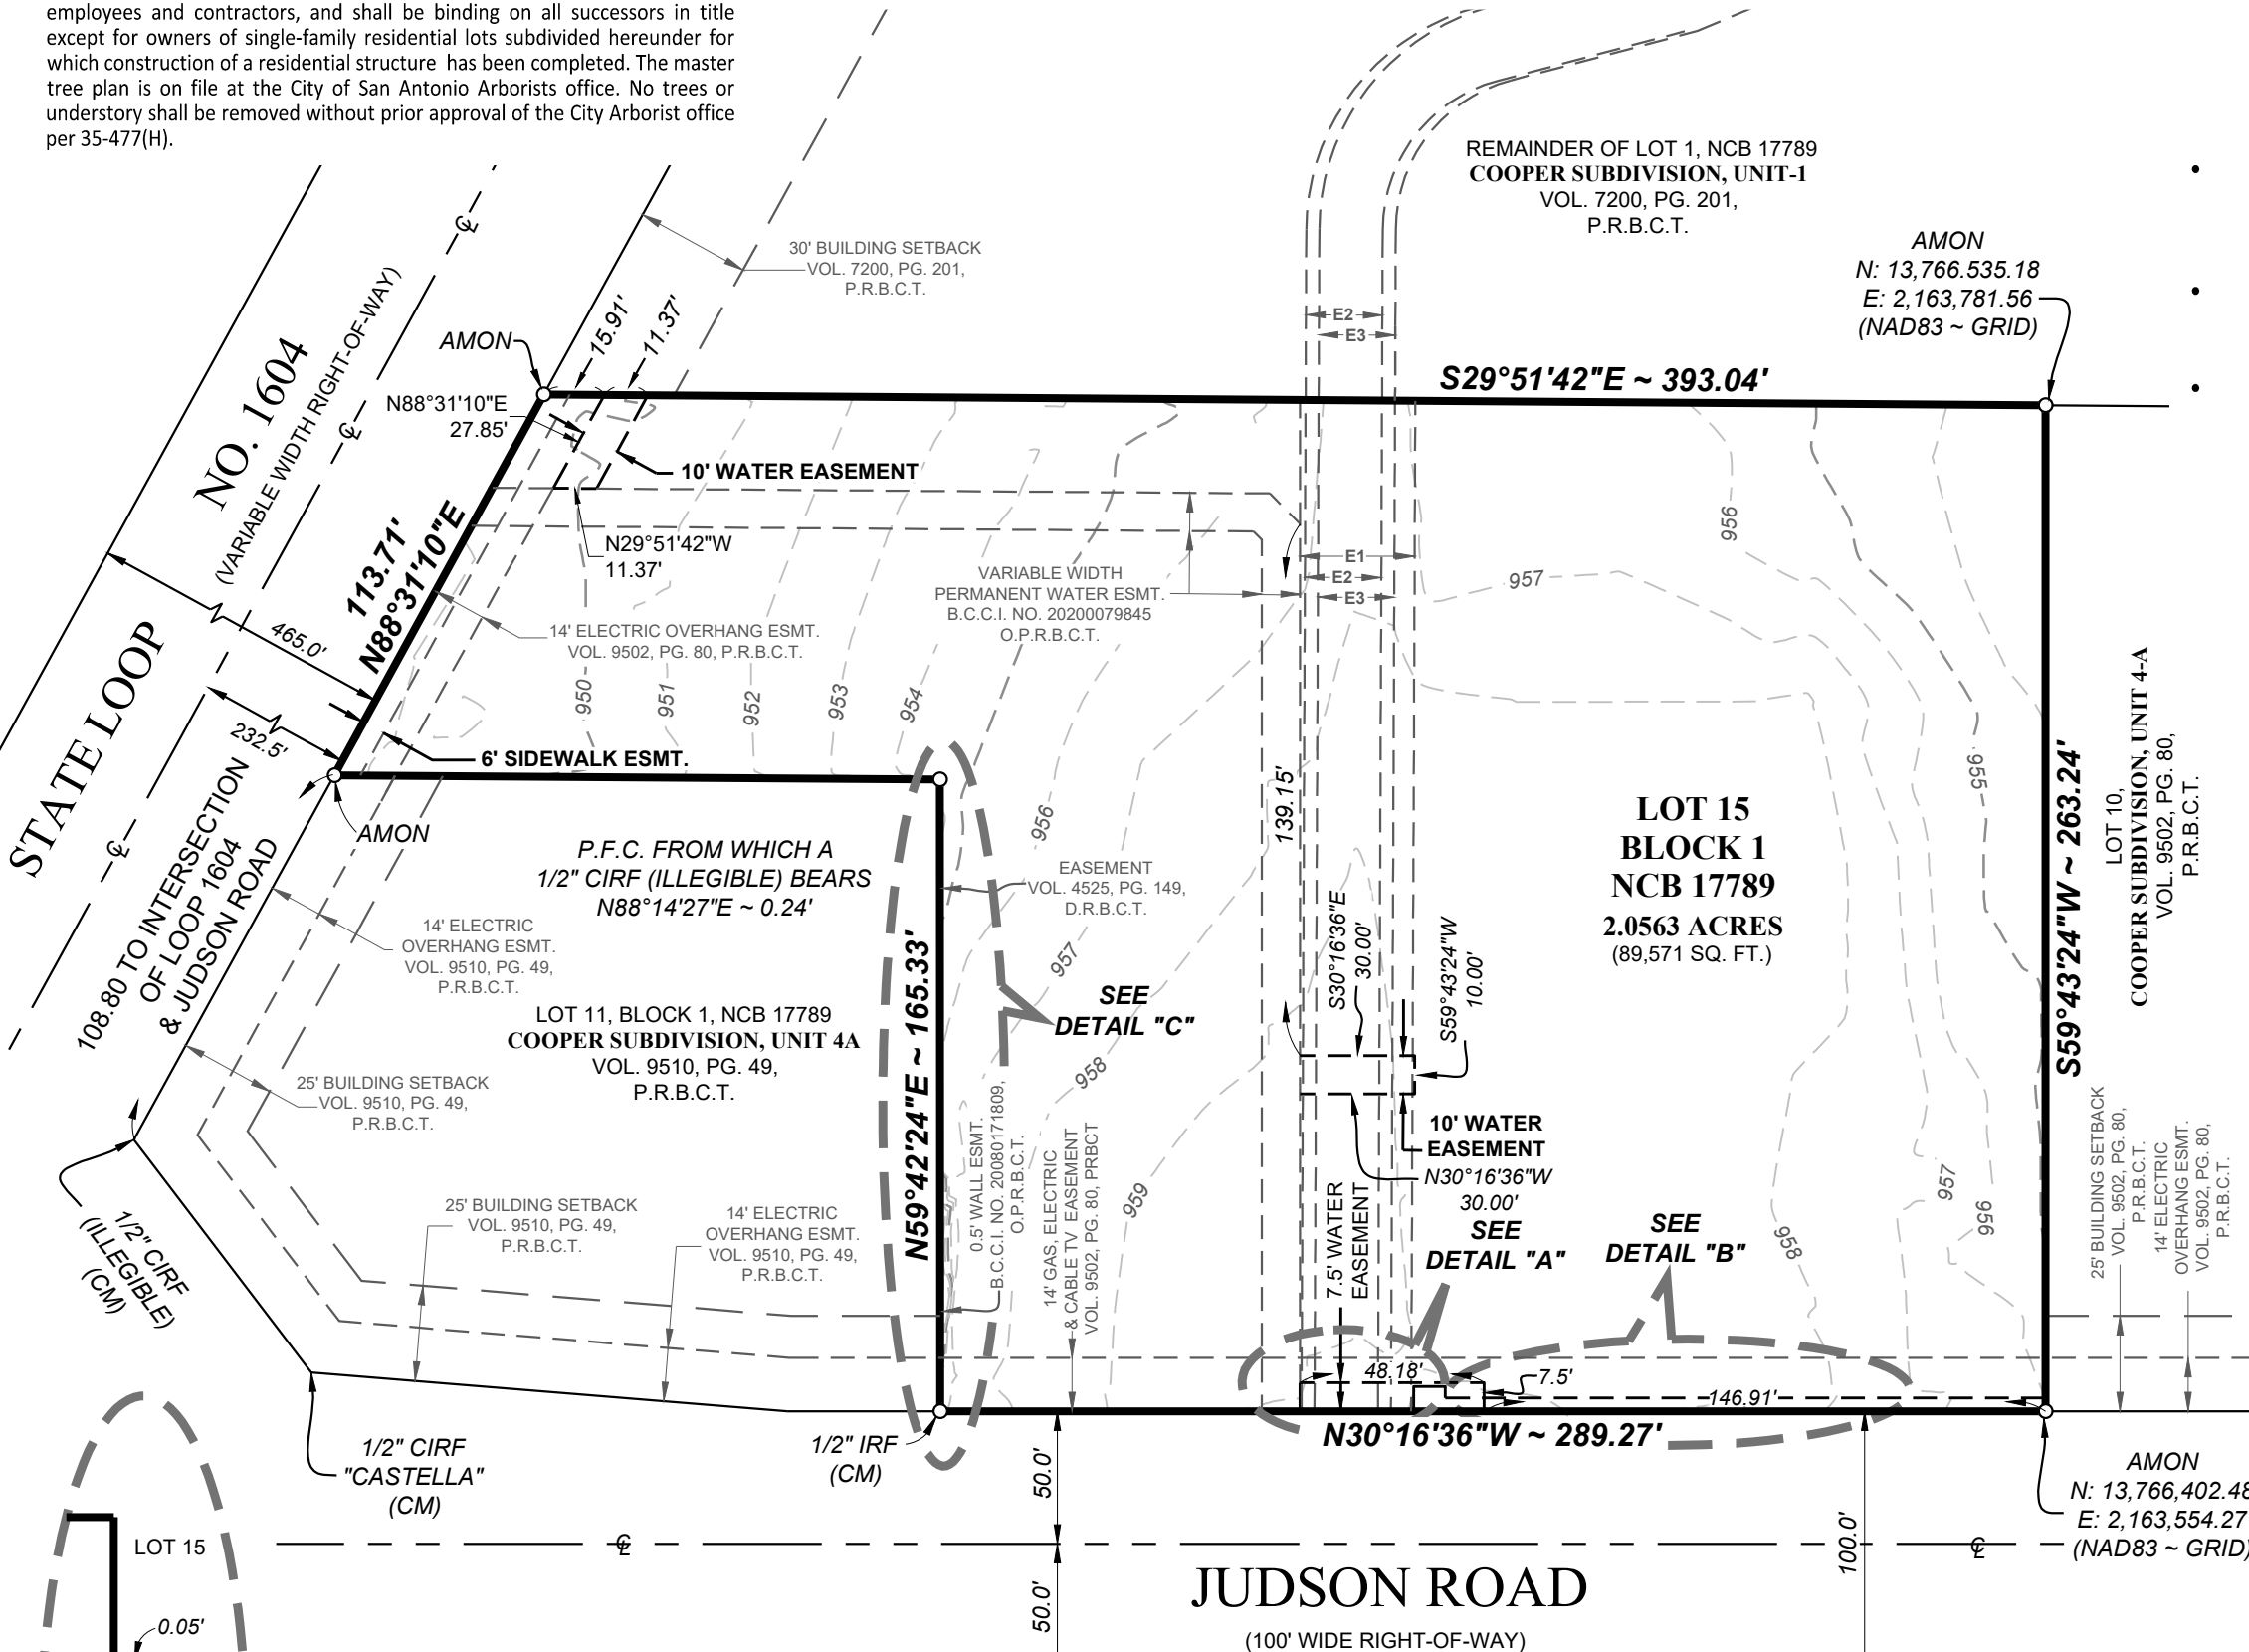 employees and contractors, and shall be binding on all successors in title
except for owners of single-family residential lots subdivided hereunder for
which construction of a residential structure has been completed. The master
tree plan is on file at the City of San Antonio Arborists office. No trees or
understory shall be removed without prior approval of the City Arborist office
per 35-477(H).
REMAINDER OF LOT 1, NCB 17789
COOPER SUBDIVISION, UNIT-1
VOL. 7200, PG. 201,
P.R.B.C.T.
AMON
N: 13,766.535.18
E: 2,163,781.56
(NAD83 ~ GRID)
30' BUILDING SETBACK
VOL. 7200, PG. 201,
P.R.B.C.T.
℄
℄
15.91'
11.37'
AMON
N88°31'10"E
27.85'
E2
E3
S29°51'42"E ~ 393.04'
STATE LOOP
NO. 1604
(VARIABLE WIDTH RIGHT-OF-WAY)
113.71'
N88°31'10"E
10' WATER EASEMENT
N29°51'42"W
11.37'
E1
E2
E3
VARIABLE WIDTH
PERMANENT WATER ESMT.
B.C.C.I. NO. 20200079845
O.P.R.B.C.T.
14' ELECTRIC OVERHANG ESMT.
VOL. 9502, PG. 80, P.R.B.C.T.
465.0'
232.5'
950
951
952
953
954
956
957
955
6' SIDEWALK ESMT.
℄
AMON
108.80 TO INTERSECTION
OF LOOP 1604
& JUDSON ROAD
P.F.C. FROM WHICH A
1/2" CIRF (ILLEGIBLE) BEARS
N88°14'27"E ~ 0.24'
956
EASEMENT
VOL. 4525, PG. 149,
D.R.B.C.T.
139.15'
LOT 15
BLOCK 1
NCB 17789
2.0563 ACRES
(89,571 SQ. FT.)
S59°43'24"W ~ 263.24'
LOT 10,
COOPER SUBDIVISION, UNIT 4-A
VOL. 9502, PG. 80,
P.R.B.C.T.
14' ELECTRIC
OVERHANG ESMT.
VOL. 9510, PG. 49,
P.R.B.C.T.
LOT 11, BLOCK 1, NCB 17789
COOPER SUBDIVISION, UNIT 4A
VOL. 9510, PG. 49,
P.R.B.C.T.
N59°42'24"E ~ 165.33'
957
SEE
DETAIL "C"
958
959
S30°16'36"E
30.00'
S59°43'24"W
10.00'
25' BUILDING SETBACK
VOL. 9510, PG. 49,
P.R.B.C.T.
10' WATER
EASEMENT
N30°16'36"W
30.00'
SEE
DETAIL "A"
SEE
DETAIL "B"
958
957
956
0.5' WALL ESMT.
B.C.C.I. NO. 20080171809,
O.P.R.B.C.T.
14' GAS, ELECTRIC
& CABLE TV EASEMENT
VOL. 9502, PG. 80, PRBCT
7.5' WATER
EASEMENT
25' BUILDING SETBACK
VOL. 9502, PG. 80,
P.R.B.C.T.
14' ELECTRIC
OVERHANG ESMT.
VOL. 9502,PG. 80,
P.R.B.C.T.
1/2" CIRF
(ILLEGIBLE)
(CM)
25' BUILDING SETBACK
VOL. 9510, PG. 49,
P.R.B.C.T.
14' ELECTRIC
OVERHANG ESMT.
VOL. 9510, PG. 49,
P.R.B.C.T.
48.18'
7.5'
146.91'
N30°16'36"W ~ 289.27'
1/2" CIRF
"CASTELLA"
(CM)
1/2" IRF
(CM)
50.0'
50.0'
100.0'
AMON
N: 13,766,402.48
E: 2,163,554.27
(NAD83 ~ GRID)
℄
℄
JUDSON ROAD
(100' WIDE RIGHT-OF-WAY)
LOT 15
0.05'